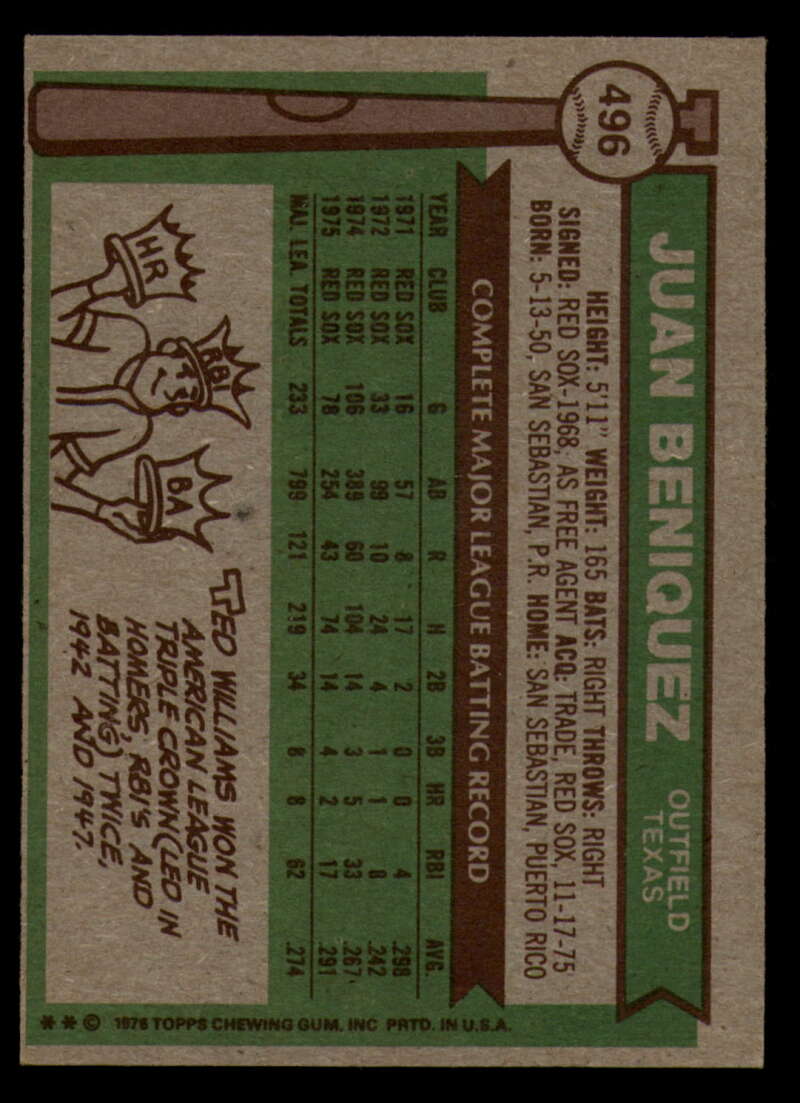 496
JUAN BENIQUEZ
OUTFIELD
TEXAS
HEIGHT: 5'11" WEIGHT: 165 BATS: RIGHT THROWS: RIGHT
SIGNED: RED SOX-1968, AS FREE AGENT ACQ: TRADE, RED SOX, 11-17-75
BORN: 5-13-50, SAN SEBASTIAN, P.R. HOME: SAN SEBASTIAN, PUERTO RICO
COMPLETE MAJOR LEAGUE BATTING RECORD
YEAR CLUB G AB R H 2B 3B HR RBI AVG.
1971 RED SOX 16 57 8 17 2 0 0 4 .298
1972 RED SOX 33 99 10 24 4 1 1 8 .242
1974 RED SOX 106 389 60 104 14 3 5 33 .267
1975 RED SOX 78 254 43 74 14 4 2 17 .291
MAJ. LEA. TOTALS 233 799 121 219 34 8 8 62 .274
HR
RBI
BA
TED WILLIAMS WON THE
AMERICAN LEAGUE
TRIPLE CROWN (LED IN
HOMERS, RBI'S AND
BATTING) TWICE,
1942 AND 1947.
* * © 1976 TOPPS CHEWING GUM, INC PRTD. IN U.S.A.